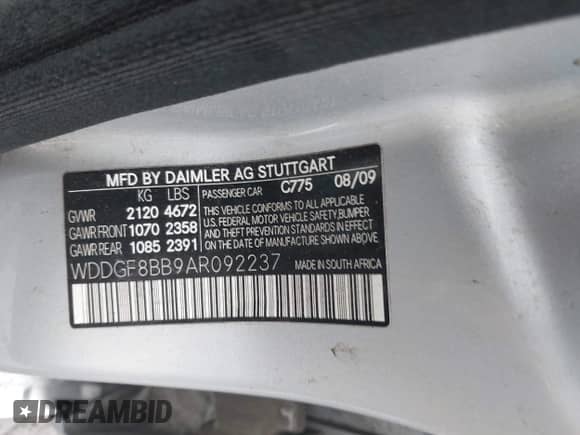 MFD BY DAIMLER AG STUTTGART
KG LBS PASSENGER CAR C775 08/09
GVWR 2120 4672
GAWR FRONT 1070 2358
GAWR REAR 1085 2391
THIS VEHICLE CONFORMS TO ALL APPLICABLE
U.S. FEDERAL MOTOR VEHICLE SAFETY, BUMPER
AND THEFT PREVENTION STANDARDS
IN EFFECT ON THE DATE OF
MANUFACTURE SHOWN ABOVE.
WDDGF8BB9AR092237 MADE IN SOUTH AFRICA
DREAMBID